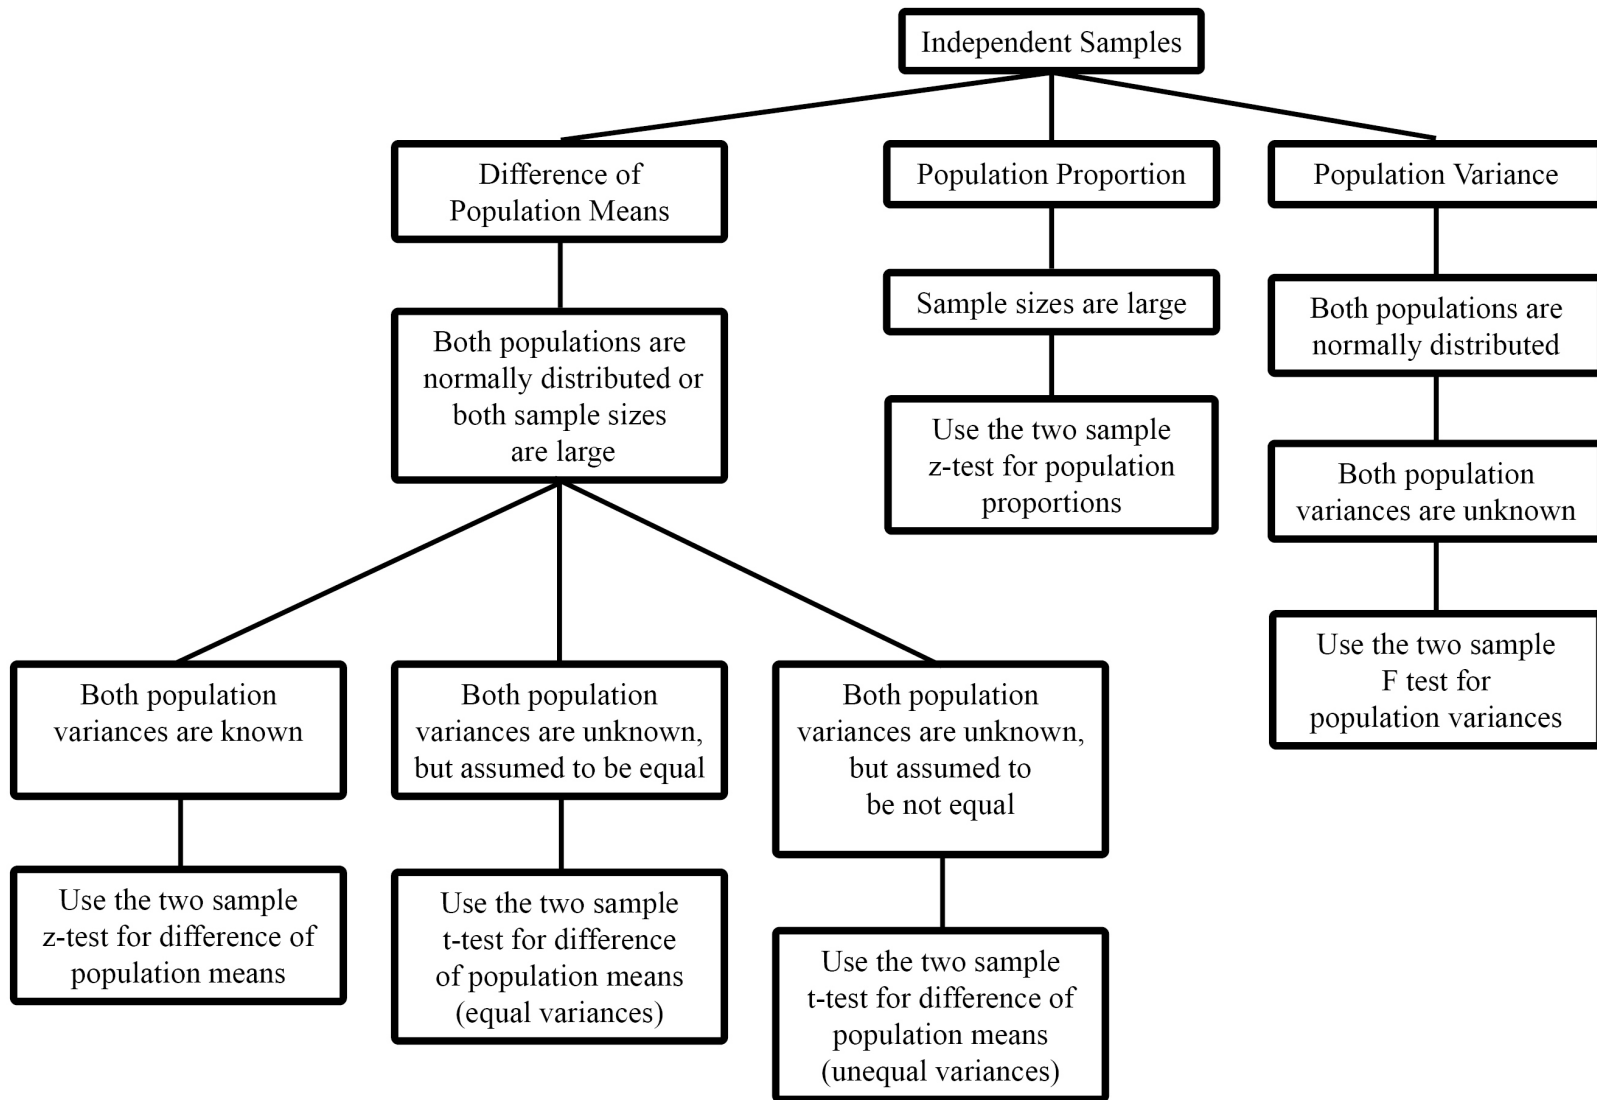 Independent Samples
Difference of
Population Means
Population Proportion
Population Variance
Sample sizes are large
Both populations are
normally distributed
Both populations are
normally distributed or
both sample sizes
are large
Use the two sample
z-test for population
proportions
Both population
variances are unknown
Use the two sample
F test for
population variances
Both population
variances are known
Both population
variances are unknown,
but assumed to be equal
Both population
variances are unknown,
but assumed to
be not equal
Use the two sample
z-test for difference of
population means
Use the two sample
t-test for difference
of population means
(equal variances)
Use the two sample
t-test for difference of
population means
(unequal variances)